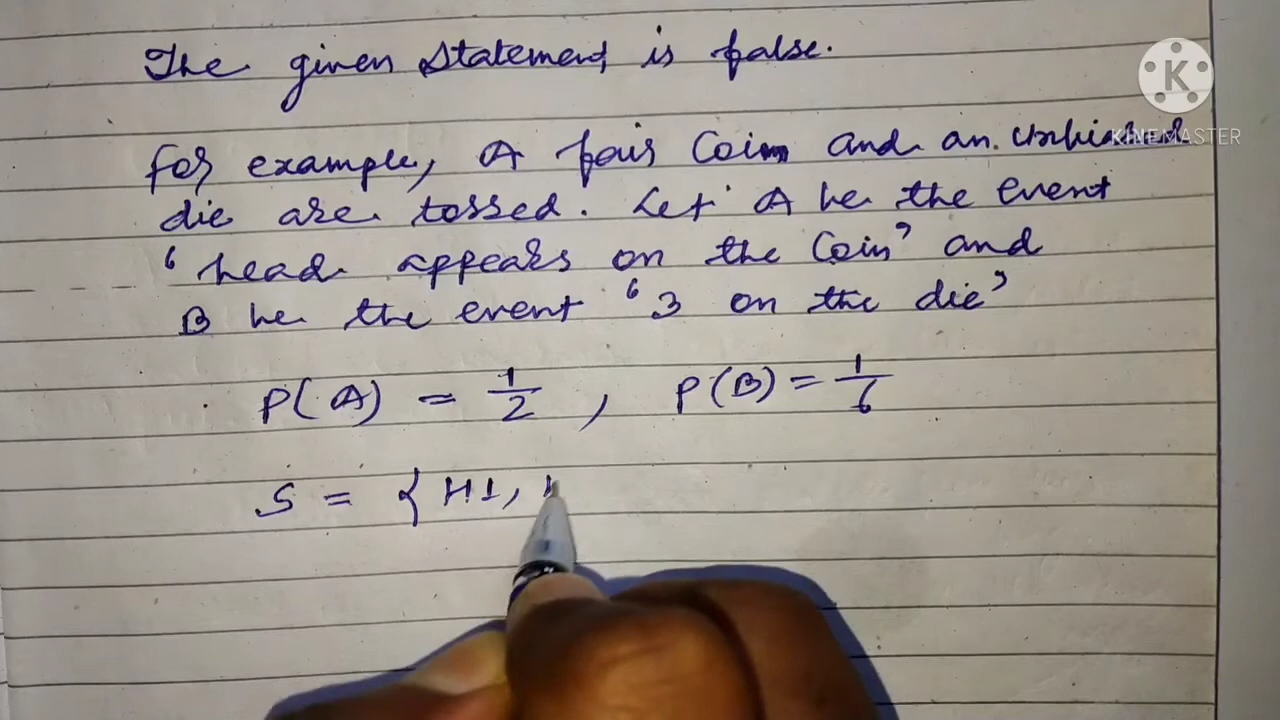 The given statement is false.
KINEMASTER
For example, A fair Coin and an unbiased
die are tossed. Let A be the event
‘head appears on the Coin’ and
B be the event ‘3 on the die’
P(A) = 1/2 , P(B) = 1/6
S = { H1, H